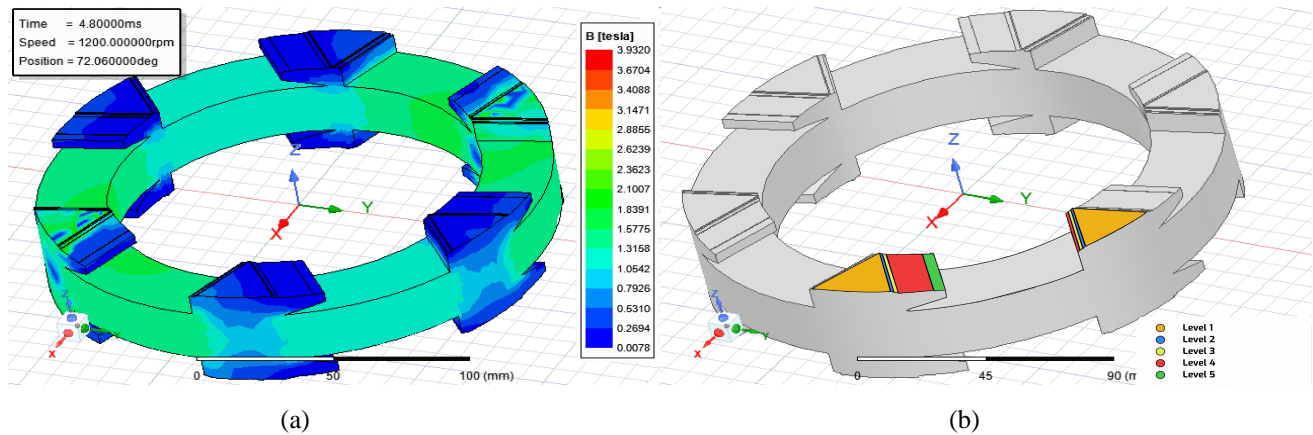 Time = 4.80000ms
Speed = 1200.000000rpm
Position = 72.060000deg
B [tesla]
3.9320
3.6704
3.4088
3.1471
2.8855
2.6239
2.3623
2.1007
1.8391
1.5775
1.3158
1.0542
0.7926
0.5310
0.2694
0.0078
Z
Y
X
Z
Y
X
0 50 100 (mm)
Z
Y
X
Z
Y
X
0 45 90 (m
Level 1
Level 2
Level 3
Level 4
Level 5
(a)
(b)